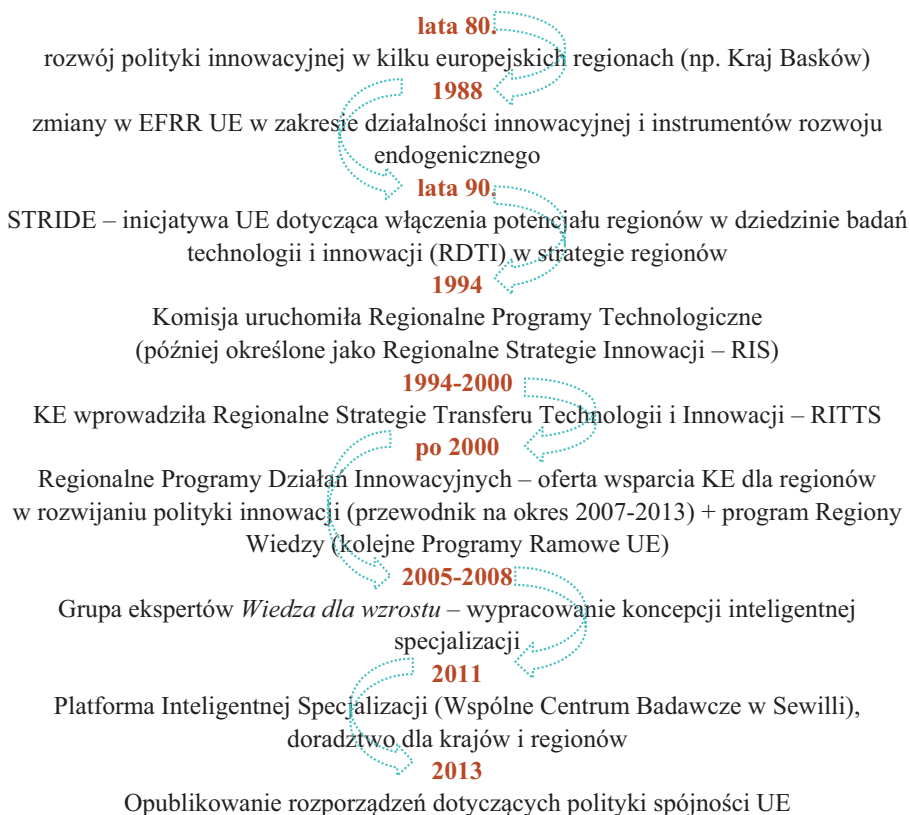 lata 80.
rozwój polityki innowacyjnej w kilku europejskich regionach (np. Kraj Basków)
1988
zmiany w EFRR UE w zakresie działalności innowacyjnej i instrumentów rozwoju
endogenicznego
lata 90.
STRIDE – inicjatywa UE dotycząca włączenia potencjału regionów w dziedzinie badań
technologii i innowacji (RDTI) w strategie regionów
1994
Komisja uruchomiła Regionalne Programy Technologiczne
(później określone jako Regionalne Strategie Innowacji – RIS)
1994-2000
KE wprowadziła Regionalne Strategie Transferu Technologii i Innowacji – RITTS
po 2000
Regionalne Programy Działań Innowacyjnych – oferta wsparcia KE dla regionów
w rozwijaniu polityki innowacji (przewodnik na okres 2007-2013) + program Regiony
Wiedzy (kolejne Programy Ramowe UE)
2005-2008
Grupa ekspertów Wiedza dla wzrostu – wypracowanie koncepcji inteligentnej
specjalizacji
2011
Platforma Inteligentnej Specjalizacji (Wspólne Centrum Badawcze w Sewilli),
doradztwo dla krajów i regionów
2013
Opublikowanie rozporządzeń dotyczących polityki spójności UE